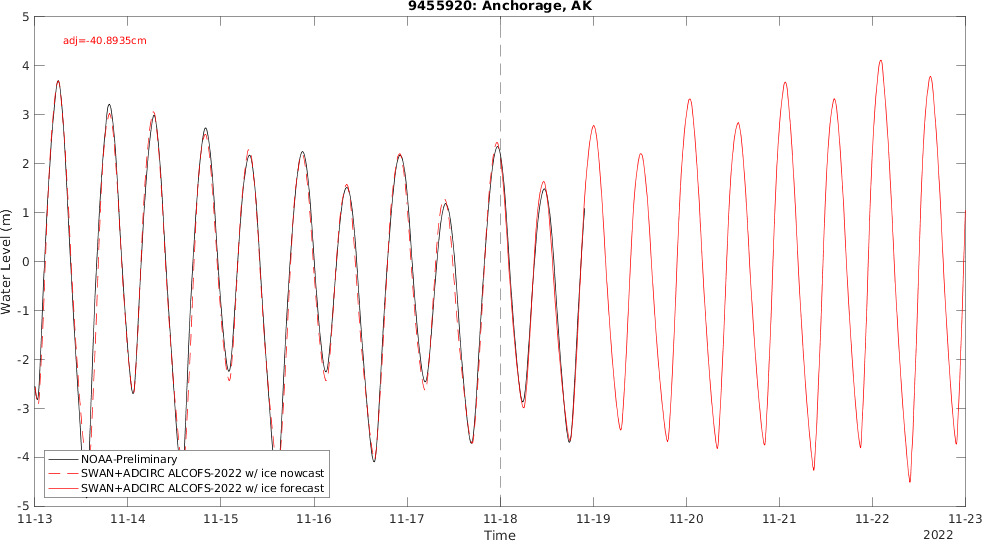 9455920: Anchorage, AK
adj=-40.8935cm
5
4
3
2
1
0
-1
-2
-3
-4
-5
Water Level (m)
NOAA-Preliminary
SWAN+ADCIRC ALCOFS-2022 w/ ice nowcast
SWAN+ADCIRC ALCOFS-2022 w/ ice forecast
11-13 11-14 11-15 11-16 11-17 11-18 11-19 11-20 11-21 11-22 11-23
Time
2022